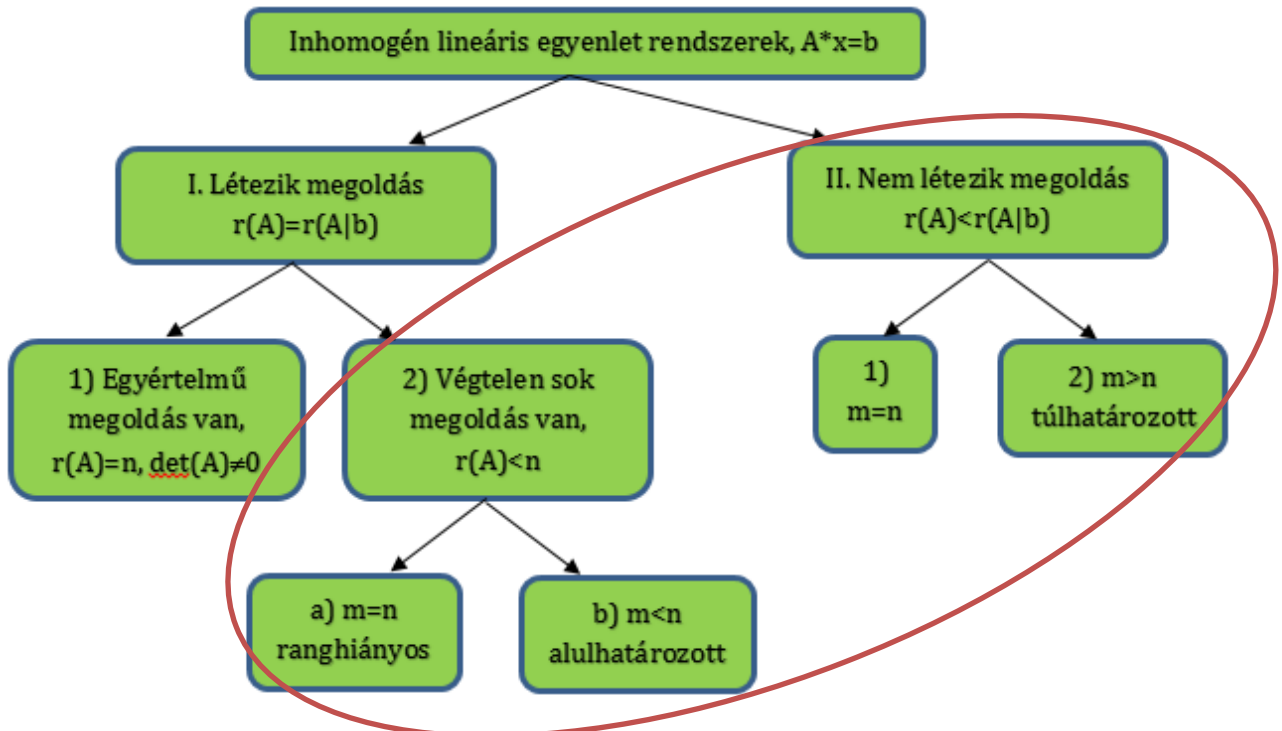 Inhomogén lineáris egyenlet rendszerek, A*x=b
I. Létezik megoldás
r(A)=r(A|b)
II. Nem létezik megoldás
r(A)<r(A|b)
1) Egyértelmű
megoldás van,
r(A)=n, det(A)≠0
2) Végtelen sok
megoldás van,
r(A)<n
1)
m=n
2) m>n
túlhatározott
a) m=n
ranghiányos
b) m<n
alulhatározott